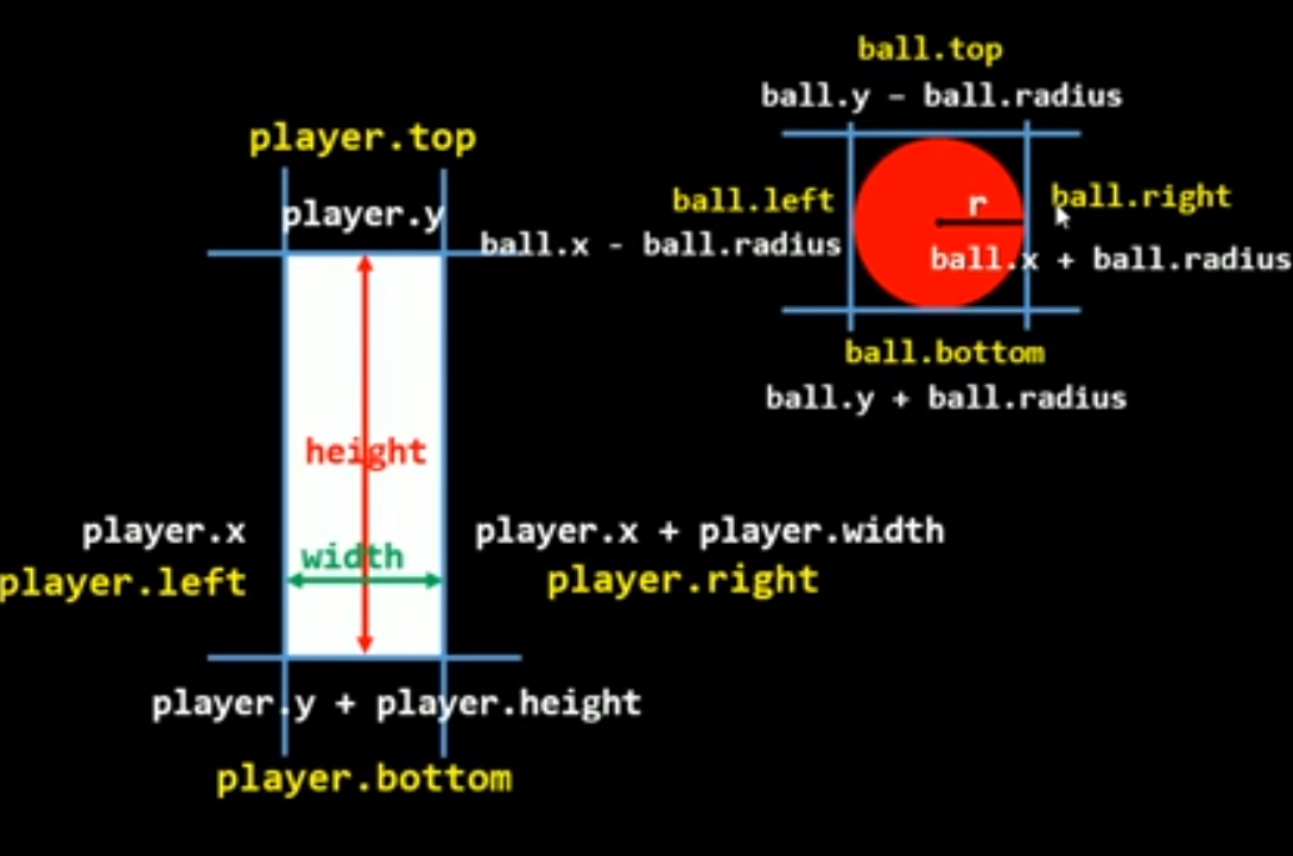 ball.top
ball.y – ball.radius
player.top
player.y
ball.left
r
ball.right
ball.x - ball.radius
ball.x + ball.radius
ball.bottom
ball.y + ball.radius
height
player.x
player.x + player.width
width
player.left
player.right
player.y + player.height
player.bottom